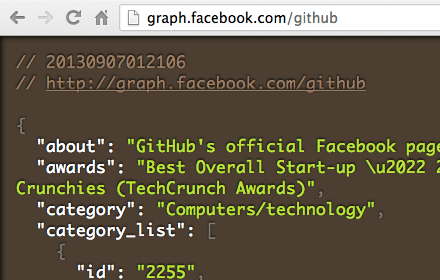 graph.facebook.com/github
// 20130907012106
// http://graph.facebook.com/github
{
"about": "GitHub's official Facebook page
"awards": "Best Overall Start-up \u2022 2
Crunchies (TechCrunch Awards)",
"category": "Computers/technology",
"category_list": [
{
"id": "2255",